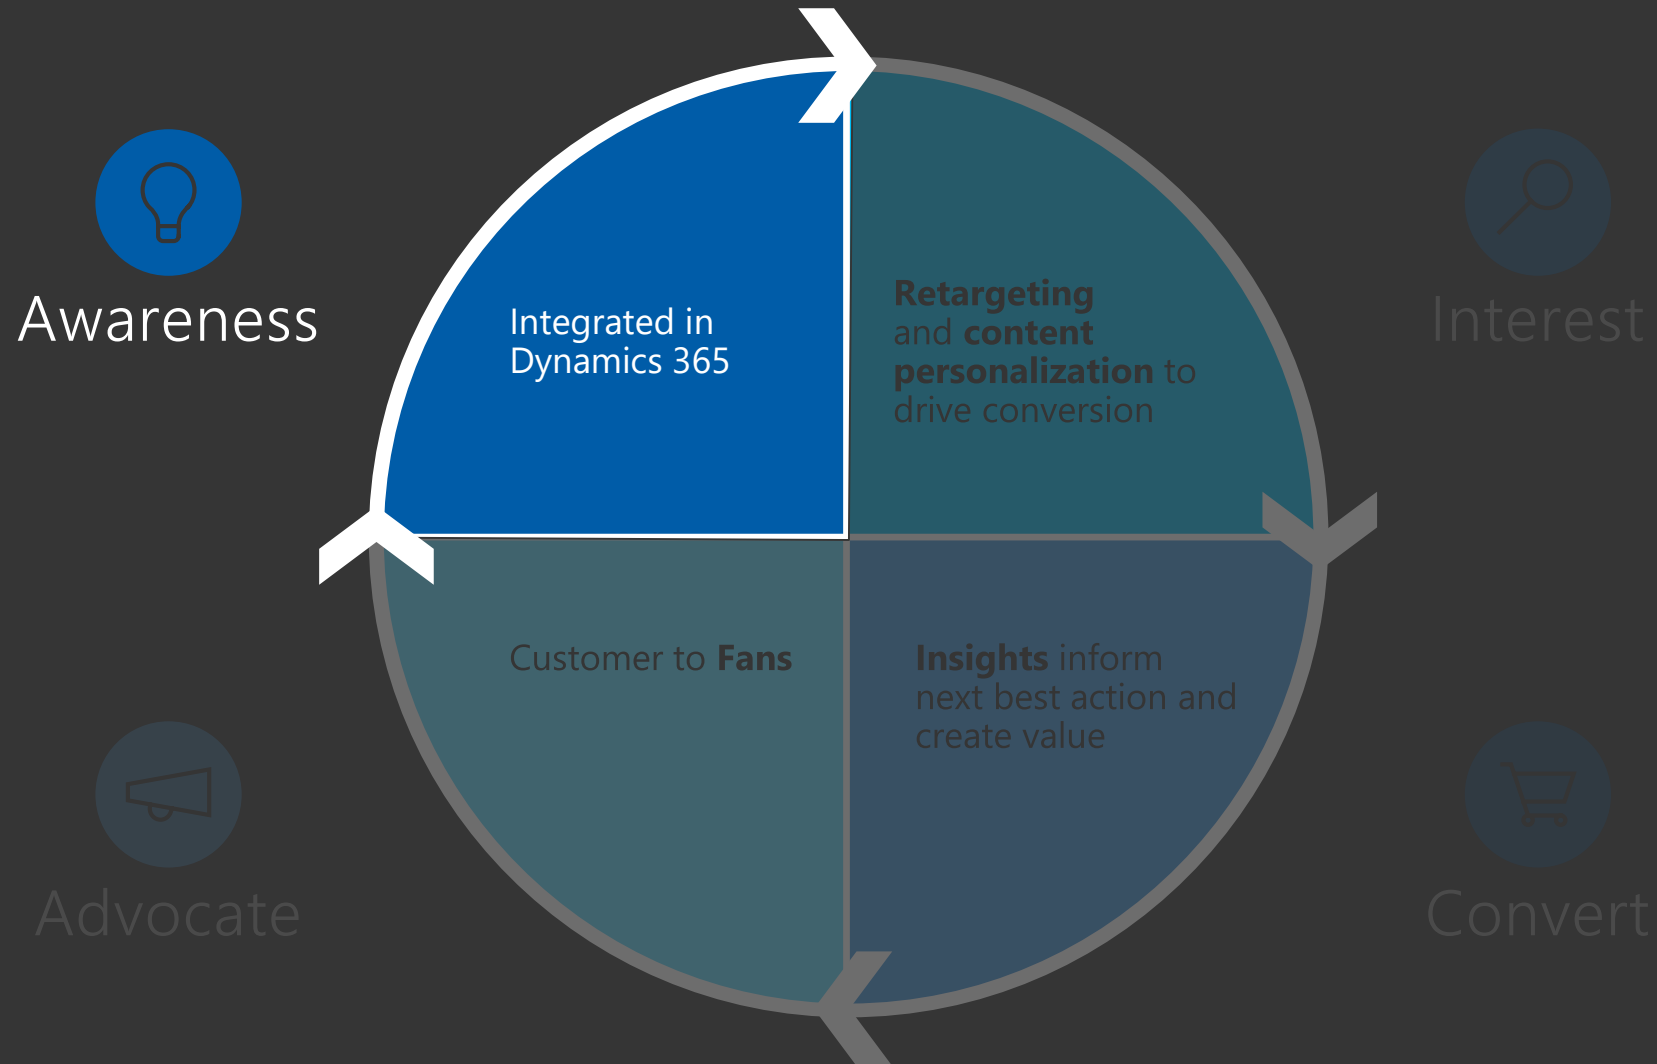 Awareness
Integrated in
Dynamics 365
Retargeting
and content
personalization to
drive conversion
Interest
Customer to Fans
Insights inform
next best action and
create value
Advocate
Convert